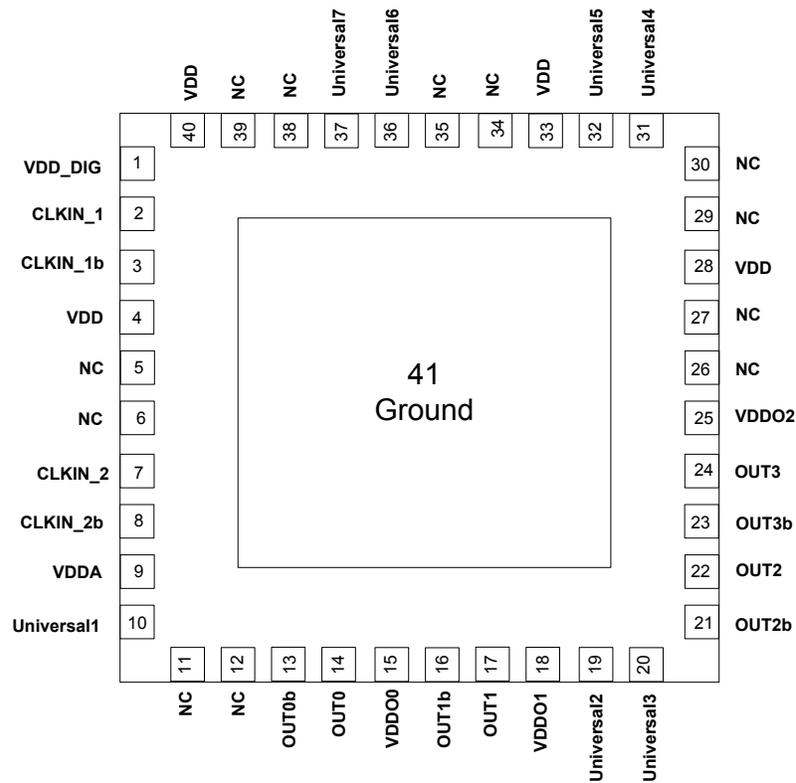 VDD
NC
NC
Universal7
Universal6
NC
NC
VDD
Universal5
Universal4
40
39
38
37
36
35
34
33
32
31
VDD_DIG 1
CLKIN_1 2
CLKIN_1b 3
VDD 4
NC 5
NC 6
CLKIN_2 7
CLKIN_2b 8
VDDA 9
Universal1 10
41
Ground
30 NC
29 NC
28 VDD
27 NC
26 NC
25 VDDO2
24 OUT3
23 OUT3b
22 OUT2
21 OUT2b
11
12
13
14
15
16
17
18
19
20
NC
NC
OUT0b
OUT0
VDDO0
OUT1b
OUT1
VDDO1
Universal2
Universal3